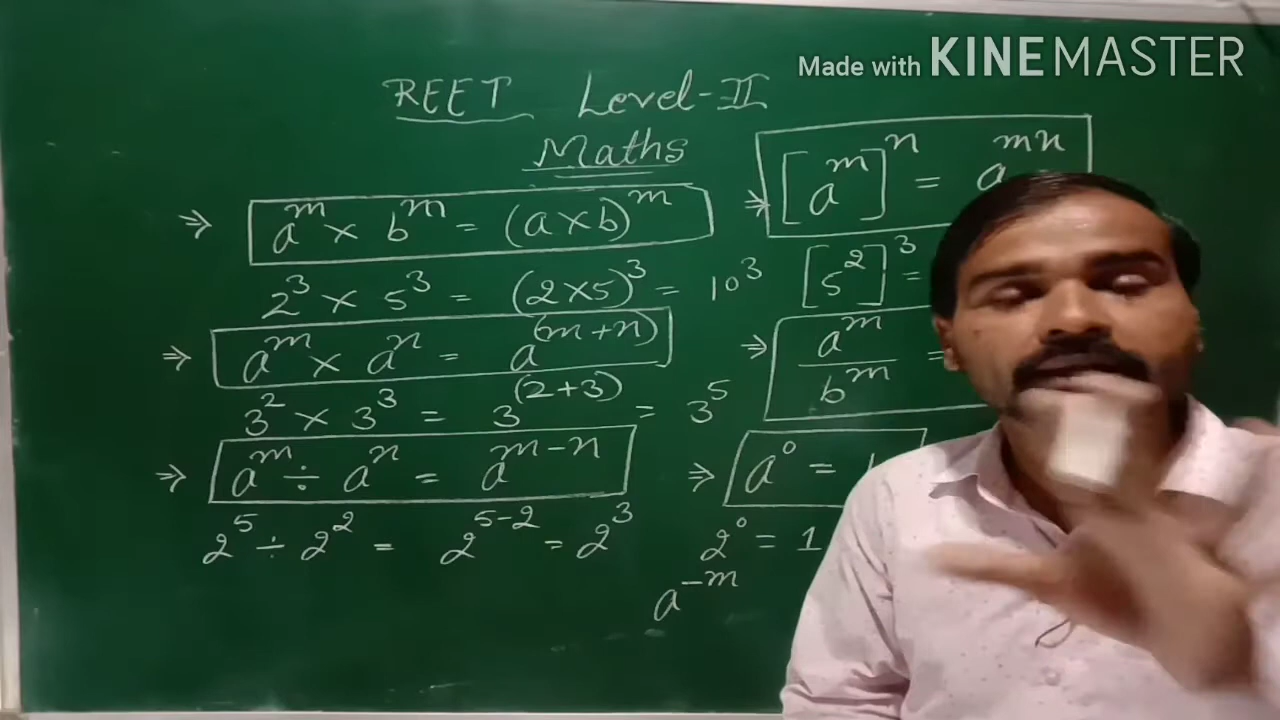 Made with KINEMASTER
REET Level-II
Maths
⇒ a^m × b^m = (a×b)^m
2^3 × 5^3 = (2×5)^3 = 10^3
⇒ a^m × a^n = a^(m+n)
3^2 × 3^3 = 3^(2+3) = 3^5
⇒ a^m ÷ a^n = a^m-n
2^5 ÷ 2^2 = 2^5-2 = 2^3
⇒ [a^m]^n = a^mn
[5^2]^3 =
⇒ a^m/b^m =
⇒ a^0 =
2^0 = 1
a^-m